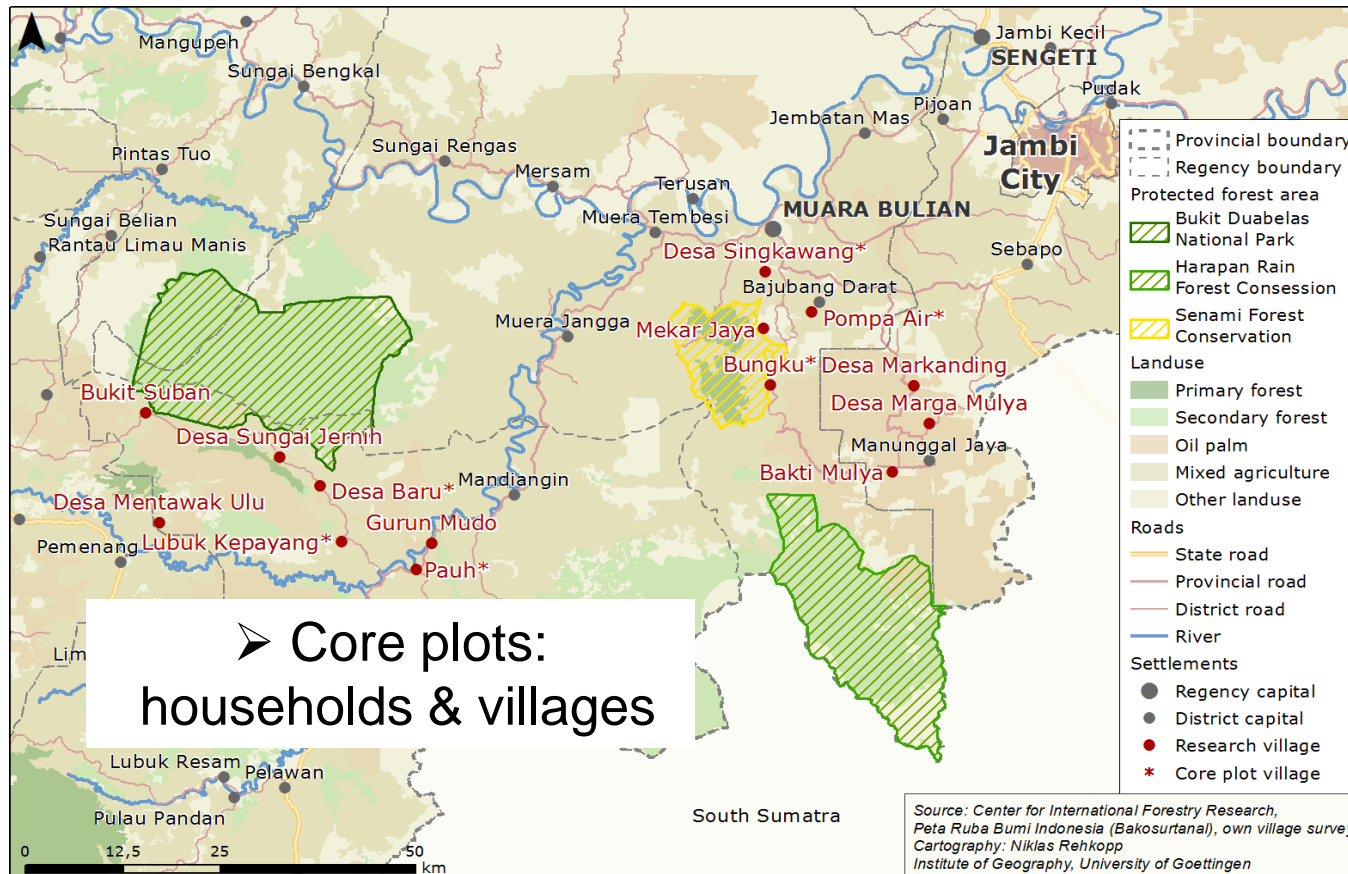 Mangupeh
Sungai Bengkal
Jambi Kecil
SENGETI
Pudak
Pijoan
Jembatan Mas
Jambi
City
Pintas Tuo
Sungai Rengas
Mersam
Terusan
Muera Tembesi
MUARA BULIAN
Sungai Belian
Rantau Limau Manis
Sebapo
Desa Singkawang*
Bajubang Darat
Muera Jangga
Mekar Jaya
Pompa Air*
Bungku*
Desa Markanding
Bukit Suban
Desa Marga Mulya
Desa Sungai Jernih
Manunggal Jaya
Bakti Mulya
Desa Baru*
Mandiangin
Desa Mentawak Ulu
Gurun Mudo
Lubuk Kepayang*
Pemenang
Pauh*
➢ Core plots:
households & villages
Lim
Lubuk Resam
Pelawan
Pulau Pandan
South Sumatra
0 12,5 25 50
km
Provincial boundary
Regency boundary
Protected forest area
Bukit Duabelas
National Park
Harapan Rain
Forest Consession
Senami Forest
Conservation
Landuse
Primary forest
Secondary forest
Oil palm
Mixed agriculture
Other landuse
Roads
State road
Provincial road
District road
River
Settlements
Regency capital
District capital
Research village
* Core plot village
Source: Center for International Forestry Research,
Peta Ruba Bumi Indonesia (Bakosurtanal), own village survey
Cartography: Niklas Rehkopp
Institute of Geography, University of Goettingen